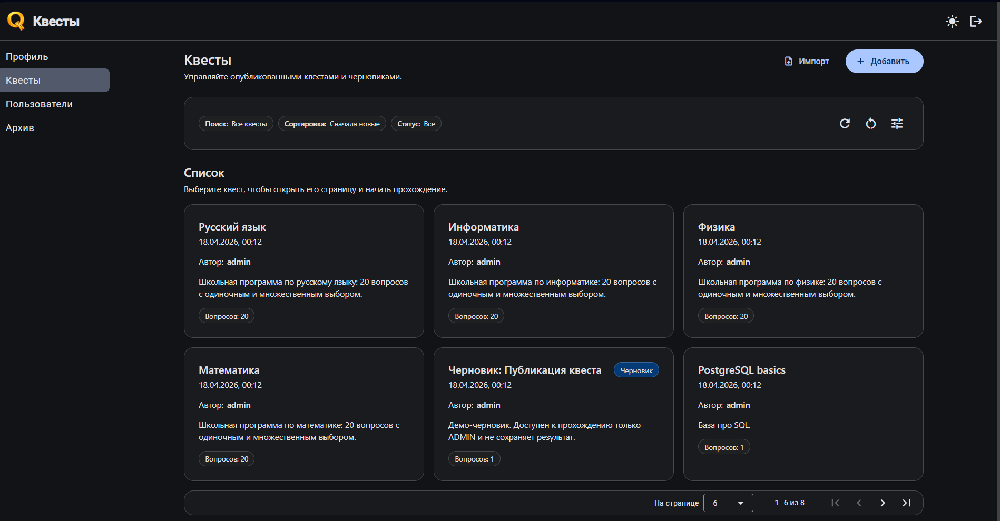 Квесты
Профиль
Квесты
Пользователи
Архив
Квесты
Управляйте опубликованными квестами и черновиками.
Импорт
+ Добавить
Поиск: Все квесты
Сортировка: Сначала новые
Статус: Все
Список
Выберите квест, чтобы открыть его страницу и начать прохождение.
Русский язык
18.04.2026, 00:12
Автор: admin
Школьная программа по русскому языку: 20 вопросов
с одиночным и множественным выбором.
Вопросов: 20
Информатика
18.04.2026, 00:12
Автор: admin
Школьная программа по информатике: 20 вопросов с
одиночным и множественным выбором.
Вопросов: 20
Физика
18.04.2026, 00:12
Автор: admin
Школьная программа по физике: 20 вопросов с
одиночным и множественным выбором.
Вопросов: 20
Математика
18.04.2026, 00:12
Автор: admin
Школьная программа по математике: 20 вопросов с
одиночным и множественным выбором.
Вопросов: 20
Черновик: Публикация квеста
Черновик
18.04.2026, 00:12
Автор: admin
Демо-черновик. Доступен к прохождению только
ADMIN и не сохраняет результат.
Вопросов: 1
PostgreSQL basics
18.04.2026, 00:12
Автор: admin
База про SQL.
Вопросов: 1
На странице 6 1–6 из 8